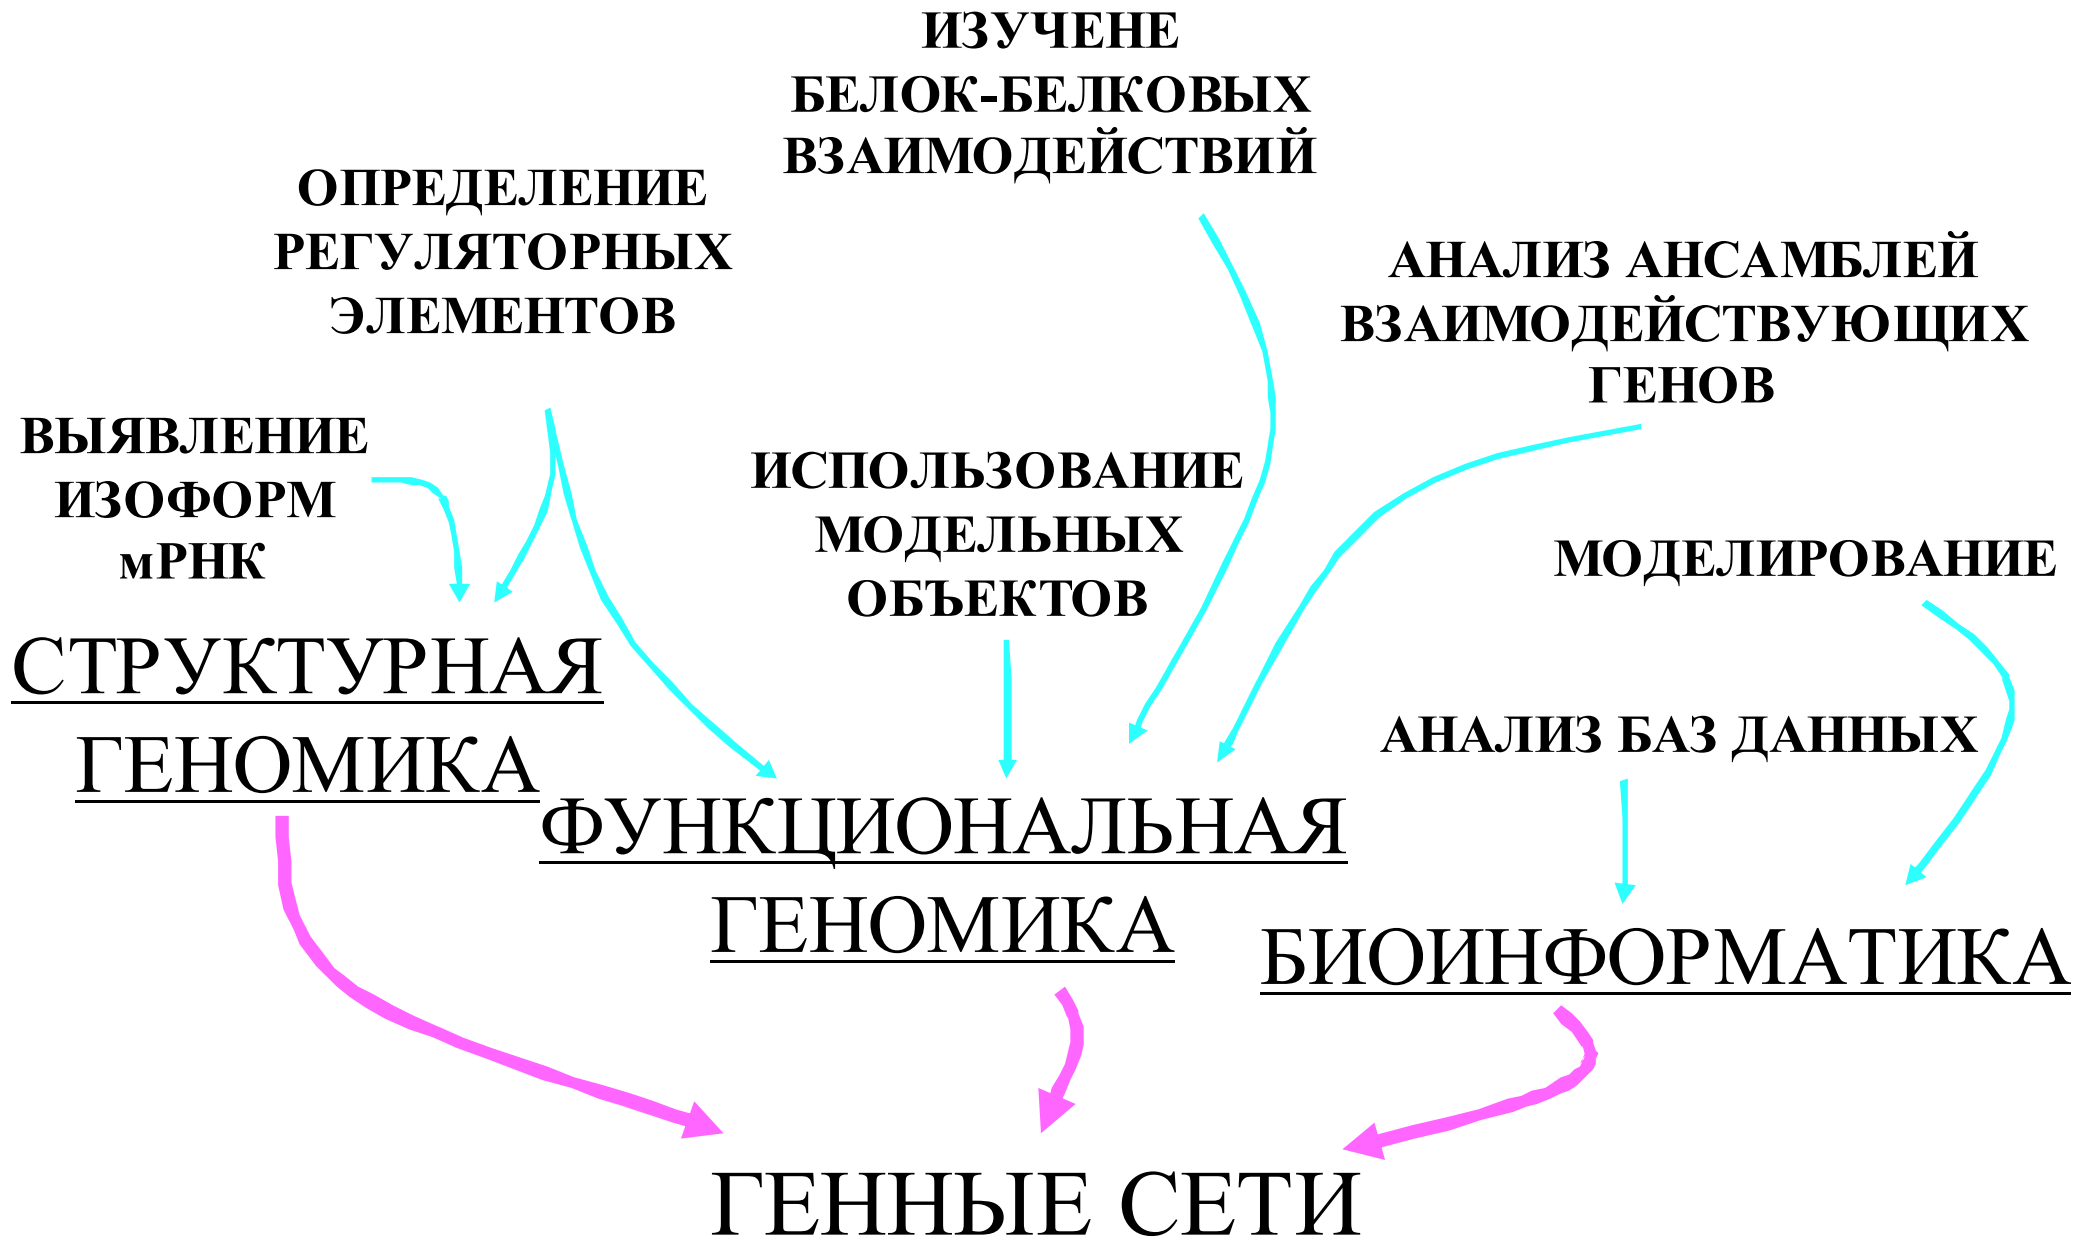 ИЗУЧЕНЕ
БЕЛОК-БЕЛКОВЫХ
ВЗАИМОДЕЙСТВИЙ
ОПРЕДЕЛЕНИЕ
РЕГУЛЯТОРНЫХ
ЭЛЕМЕНТОВ
АНАЛИЗ АНСАМБЛЕЙ
ВЗАИМОДЕЙСТВУЮЩИХ
ГЕНОВ
ВЫЯВЛЕНИЕ
ИЗОФОРМ
мРНК
ИСПОЛЬЗОВАНИЕ
МОДЕЛЬНЫХ
ОБЪЕКТОВ
МОДЕЛИРОВАНИЕ
СТРУКТУРНАЯ
ГЕНОМИКА
АНАЛИЗ БАЗ ДАННЫХ
ФУНКЦИОНАЛЬНАЯ
ГЕНОМИКА
БИОИНФОРМАТИКА
ГЕННЫЕ СЕТИ